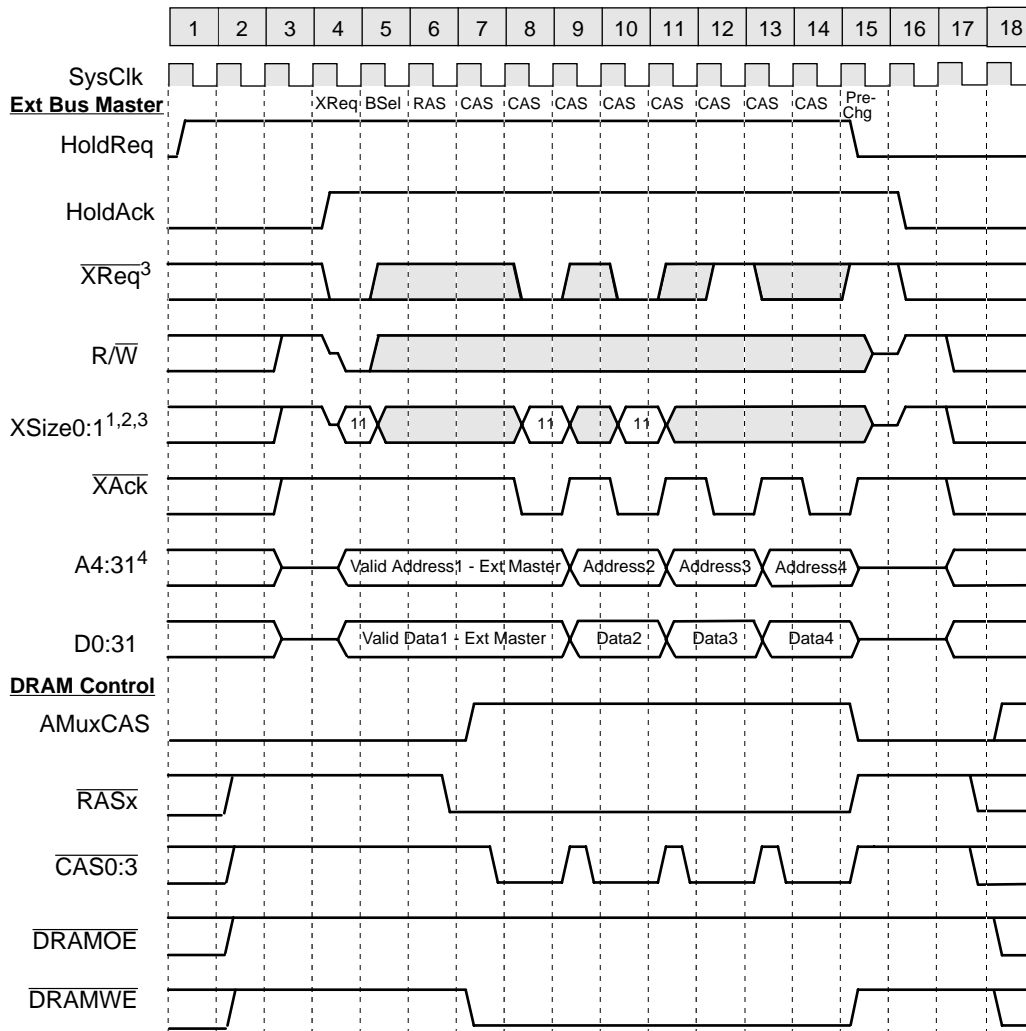 1 2 3 4 5 6 7 8 9 10 11 12 13 14 15 16 17 18
SysClk
Ext Bus Master XReq BSel RAS CAS CAS CAS CAS CAS CAS CAS CAS Pre-
Chg
HoldReq
HoldAck
XReq3
R/W
XSize0:11,2,3 11 11 11
XAck
A4:314 Valid Address1 - Ext Master Address2 Address3 Address4
D0:31 Valid Data1 - Ext Master Data2 Data3 Data4
DRAM Control
AMuxCAS
RASx
CAS0:3
DRAMOE
DRAMWE